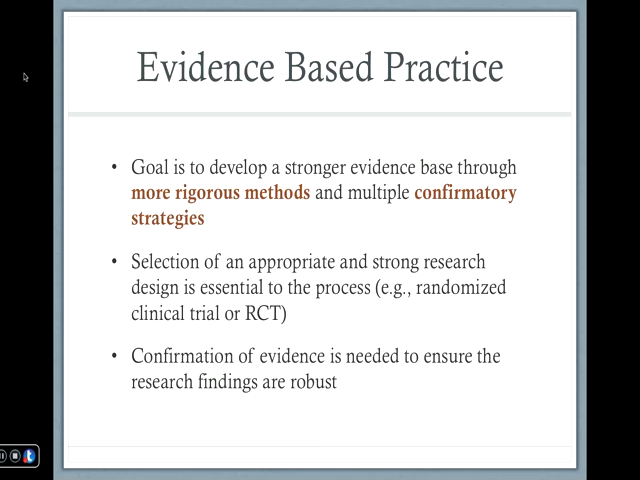 Evidence Based Practice
• Goal is to develop a stronger evidence base through
more rigorous methods and multiple confirmatory
strategies
• Selection of an appropriate and strong research
design is essential to the process (e.g., randomized
clinical trial or RCT)
• Confirmation of evidence is needed to ensure the
research findings are robust
t